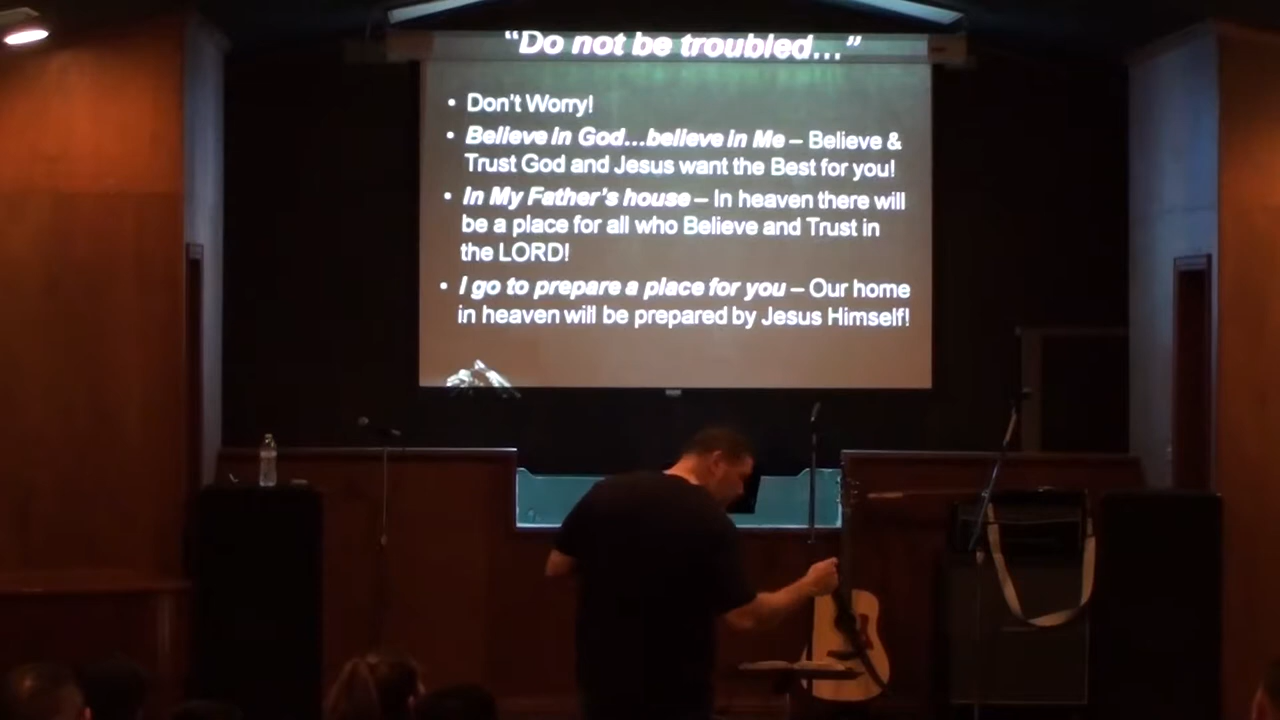 “Do not be troubled…”
• Don’t Worry!
• Believe in God…believe in Me – Believe &
Trust God and Jesus want the Best for you!
• In My Father’s house – In heaven there will
be a place for all who Believe and Trust in
the LORD!
• I go to prepare a place for you – Our home
in heaven will be prepared by Jesus Himself!